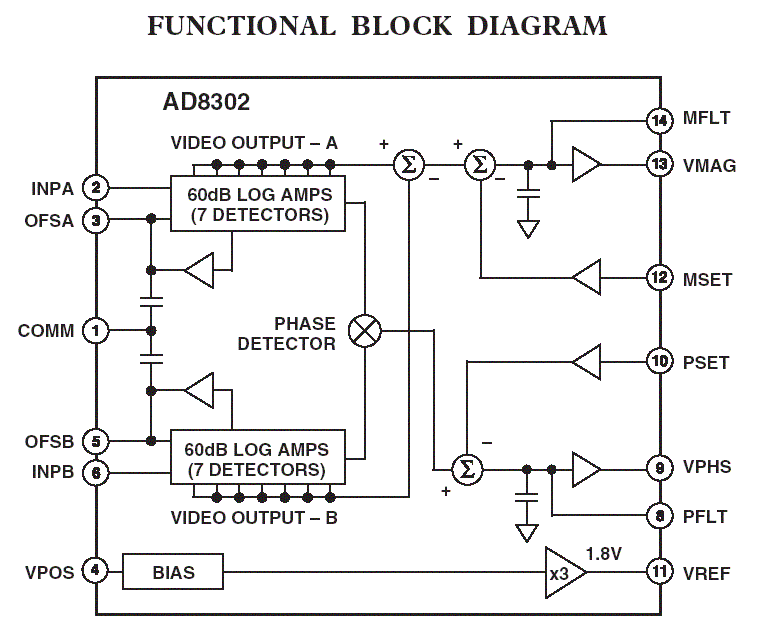 FUNCTIONAL BLOCK DIAGRAM
AD8302
VIDEO OUTPUT – A
+
+
14 MFLT
INPA 2
60dB LOG AMPS
(7 DETECTORS)
Σ
–
Σ
–
13 VMAG
OFSA 3
12 MSET
COMM 1
PHASE
DETECTOR
10 PSET
OFSB 5
60dB LOG AMPS
(7 DETECTORS)
–
Σ
+
9 VPHS
INPB 6
VIDEO OUTPUT – B
8 PFLT
VPOS 4
BIAS
x3
1.8V
11 VREF